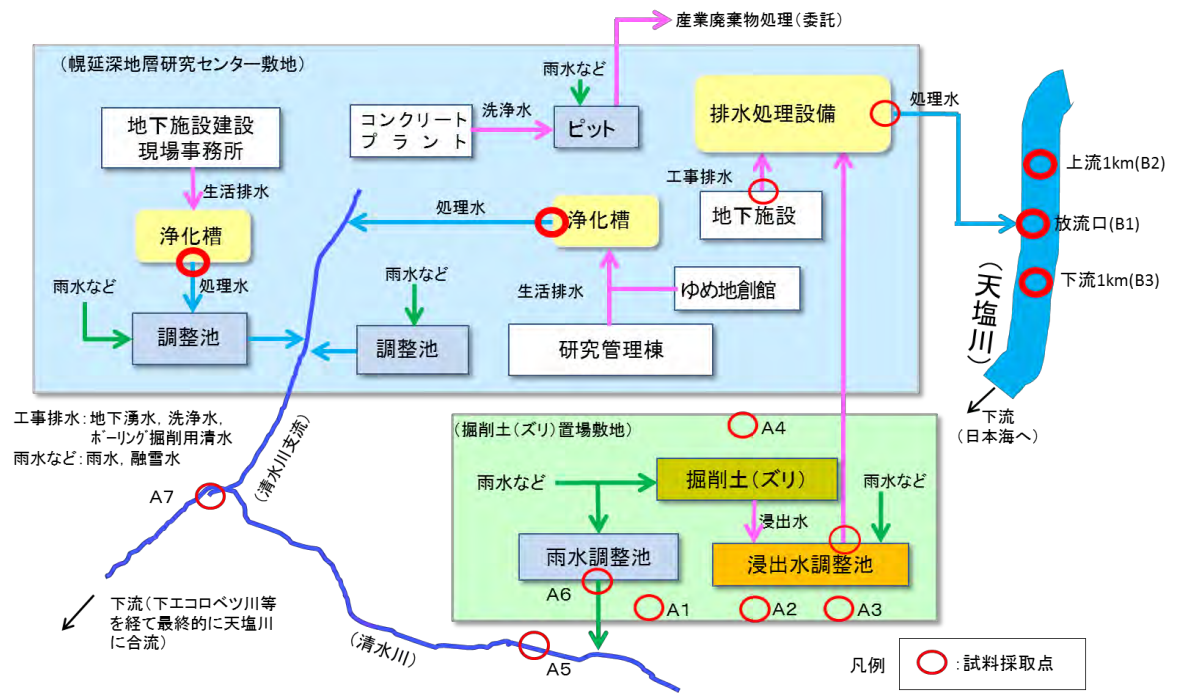 産業廃棄物処理(委託)
(幌延深地層研究センター敷地)
雨水など
処理水
地下施設建設
現場事務所
コンクリート
プラント
洗浄水
ピット
排水処理設備
上流1km(B2)
生活排水
工事排水
処理水
浄化槽
地下施設
放流口(B1)
浄化槽
処理水
雨水など
雨水など
生活排水
ゆめ地創館
下流1km(B3)
(天塩川)
調整池
調整池
研究管理棟
下流
(日本海へ)
工事排水:地下湧水, 洗浄水,
ボーリング掘削用清水
雨水など:雨水, 融雪水
(清水川支流)
(掘削土(ズリ)置場敷地)
A4
雨水など
掘削土(ズリ)
雨水など
A7
浸出水
雨水調整池
浸出水調整池
A6
A1
A2
A3
下流(下エコロベツ川等
を経て最終的に天塩川
に合流)
(清水川)
A5
凡例
:試料採取点